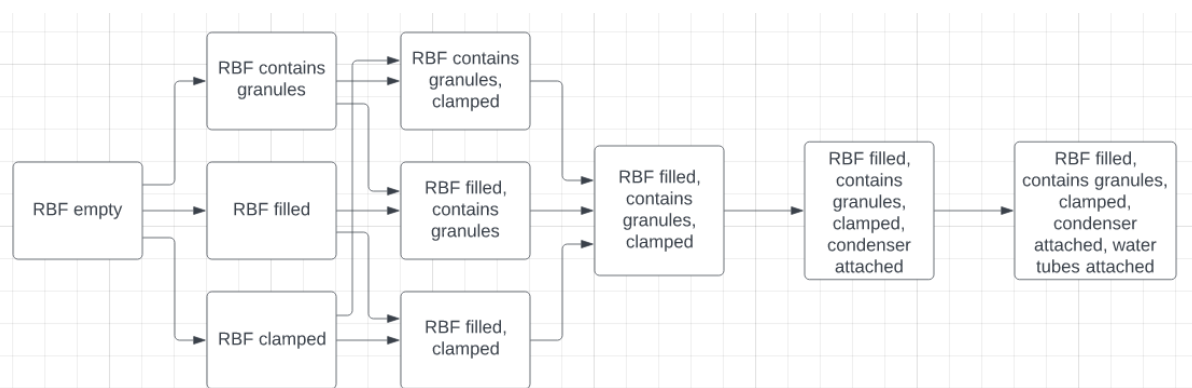 RBF empty
RBF contains
granules
RBF filled
RBF clamped
RBF contains
granules,
clamped
RBF filled,
contains
granules
RBF filled,
clamped
RBF filled,
contains
granules,
clamped
RBF filled,
contains
granules,
clamped,
condenser
attached
RBF filled,
contains granules,
clamped,
condenser
attached, water
tubes attached